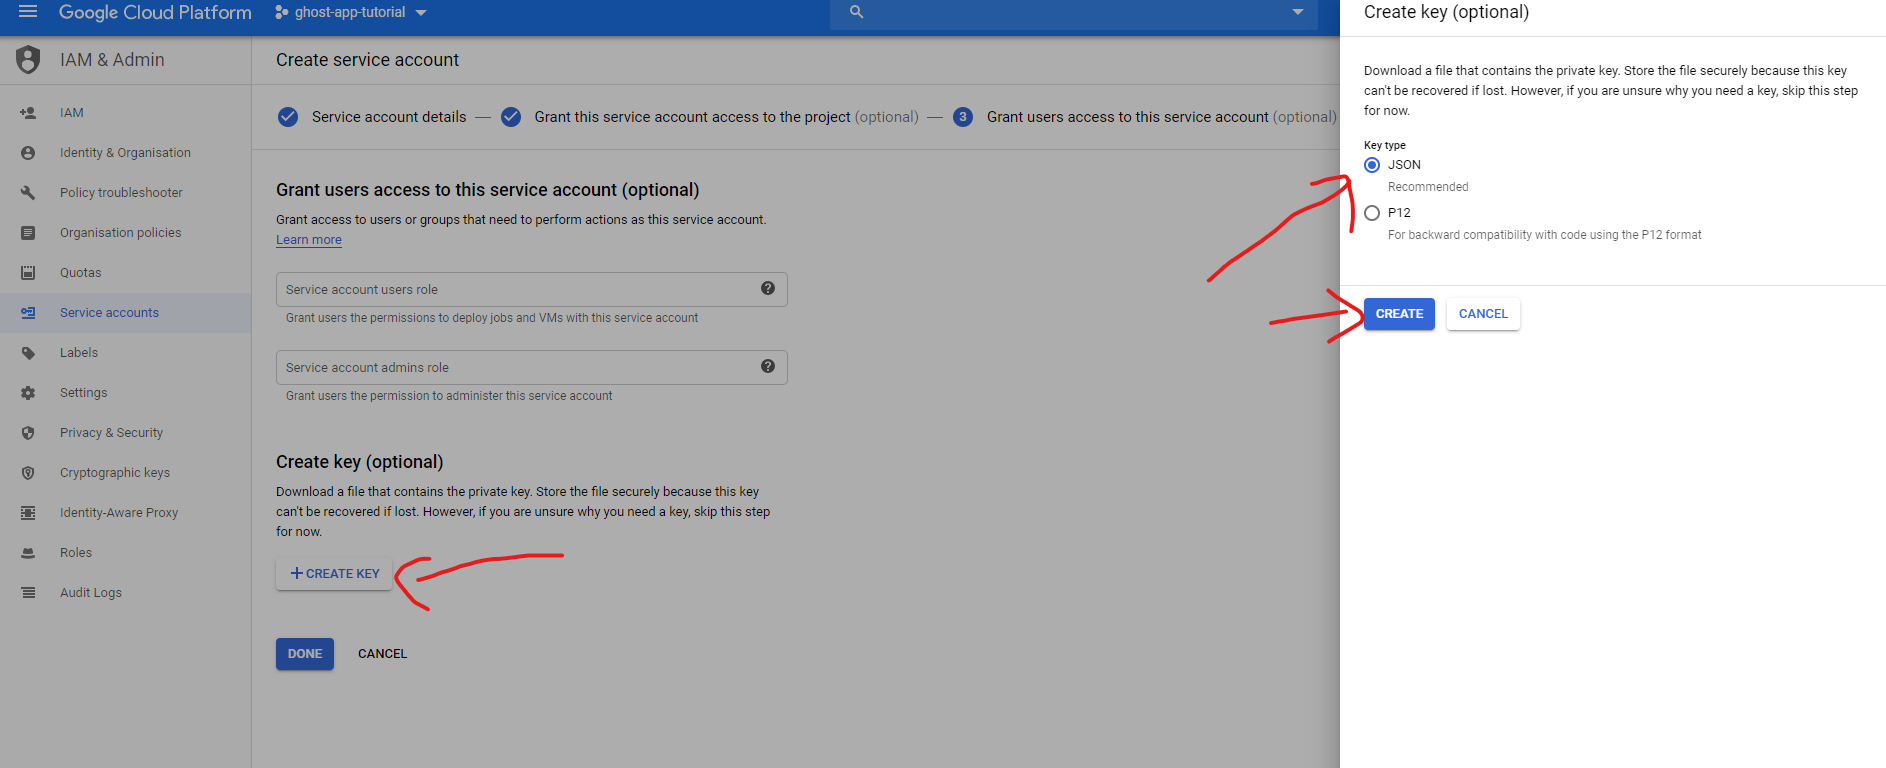 Google Cloud Platform
ghost-app-tutorial
IAM & Admin
IAM
Identity & Organisation
Policy troubleshooter
Organisation policies
Quotas
Service accounts
Labels
Settings
Privacy & Security
Cryptographic keys
Identity-Aware Proxy
Roles
Audit Logs
Create service account
Service account details — Grant this service account access to the project (optional) — 3 Grant users access to this service account (optional)
Grant users access to this service account (optional)
Grant access to users or groups that need to perform actions as this service account.
Learn more
Service account users role
Grant users the permissions to deploy jobs and VMs with this service account
Service account admins role
Grant users the permission to administer this service account
Create key (optional)
Download a file that contains the private key. Store the file securely because this key
can't be recovered if lost. However, if you are unsure why you need a key, skip this step
for now.
+CREATE KEY
DONE CANCEL
Create key (optional)
Download a file that contains the private key. Store the file securely because this key
can't be recovered if lost. However, if you are unsure why you need a key, skip this step
for now.
Key type
JSON
Recommended
P12
For backward compatibility with code using the P12 format
CREATE CANCEL